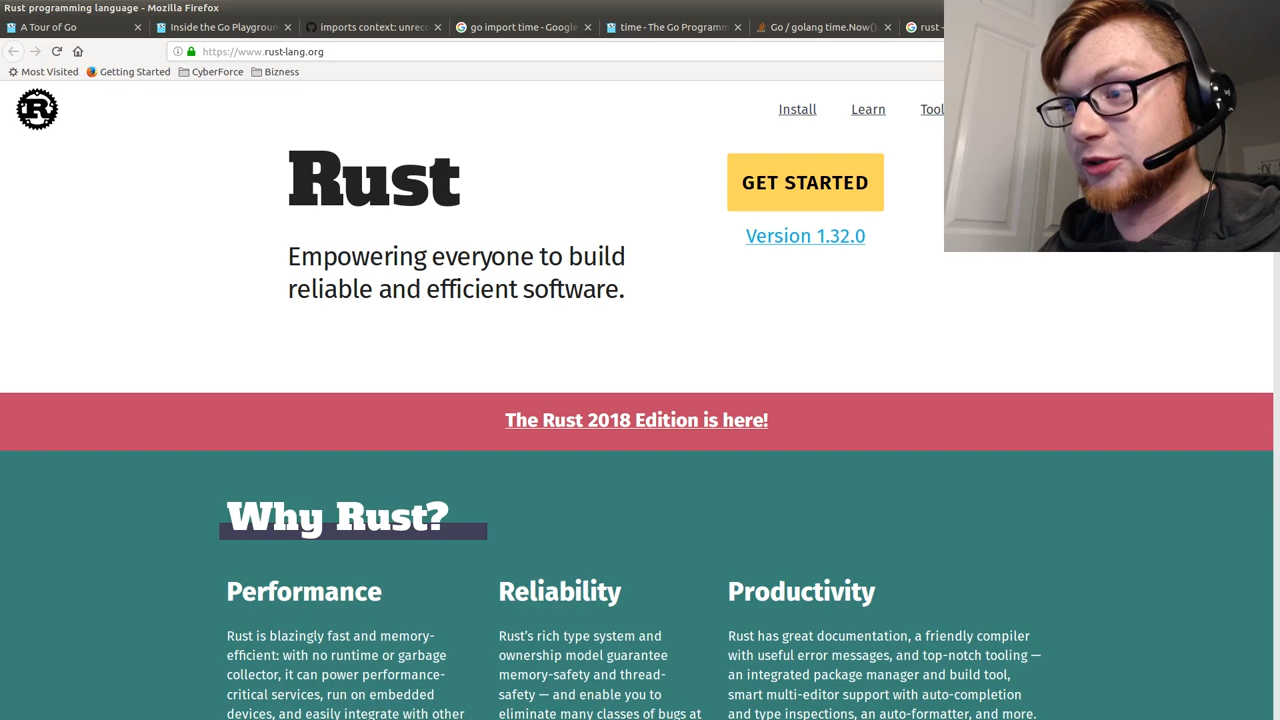 Rust programming language - Mozilla Firefox
A Tour of Go
Inside the Go Playgroun
imports context: unrec
go import time - Google
time - The Go Programm
Go / golang time.Now()
rust -
https://www.rust-lang.org
Most Visited
Getting Started
CyberForce
Bizness
R
Install
Learn
Tool
Rust
GET STARTED
Version 1.32.0
Empowering everyone to build
reliable and efficient software.
The Rust 2018 Edition is here!
Why Rust?
Performance
Rust is blazingly fast and memory-
efficient: with no runtime or garbage
collector, it can power performance-
critical services, run on embedded
devices, and easily integrate with other
Reliability
Rust's rich type system and
ownership model guarantee
memory-safety and thread-
safety — and enable you to
eliminate many classes of bugs at
Productivity
Rust has great documentation, a friendly compiler
with useful error messages, and top-notch tooling —
an integrated package manager and build tool,
smart multi-editor support with auto-completion
and type inspections, an auto-formatter, and more.